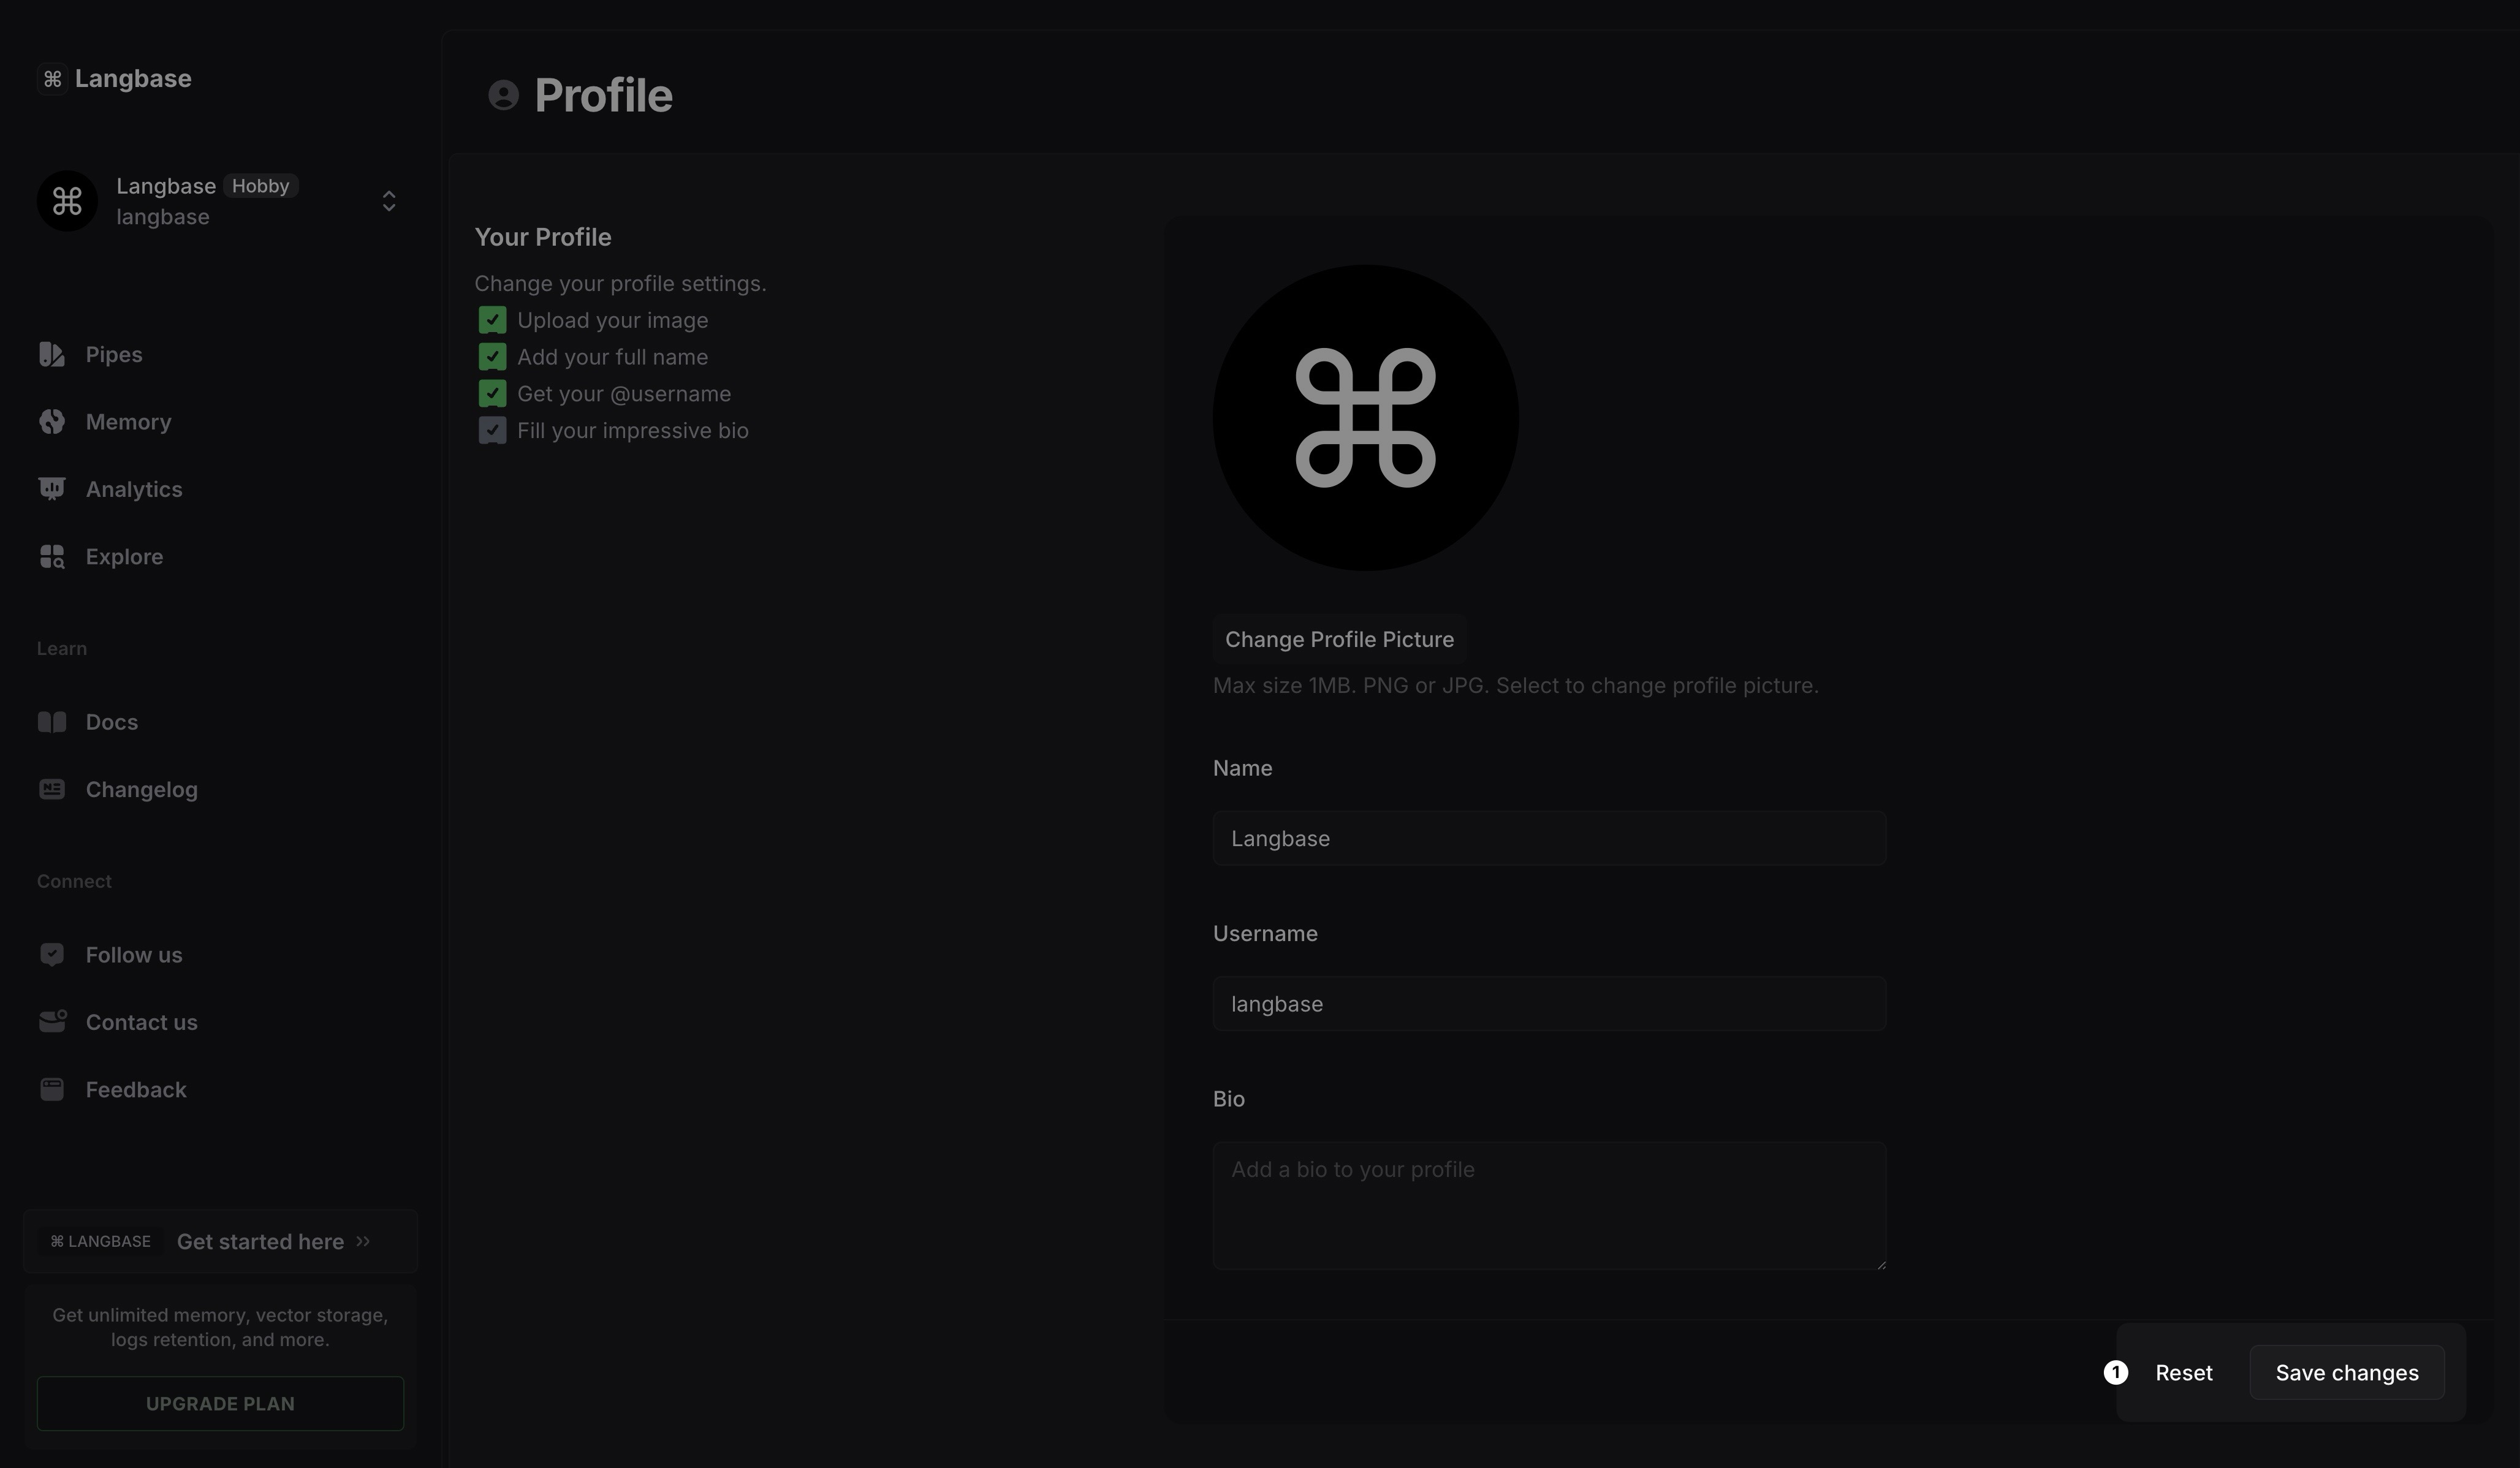 Langbase
Langbase Hobby
langbase
Pipes
Memory
Analytics
Explore
Learn
Docs
Changelog
Connect
Follow us
Contact us
Feedback
⌘ LANGBASE Get started here >>
Get unlimited memory, vector storage,
logs retention, and more.
UPGRADE PLAN
Profile
Your Profile
Change your profile settings.
Upload your image
Add your full name
Get your @username
Fill your impressive bio
Change Profile Picture
Max size 1MB. PNG or JPG. Select to change profile picture.
Name
Langbase
Username
langbase
Bio
Add a bio to your profile
1 Reset Save changes